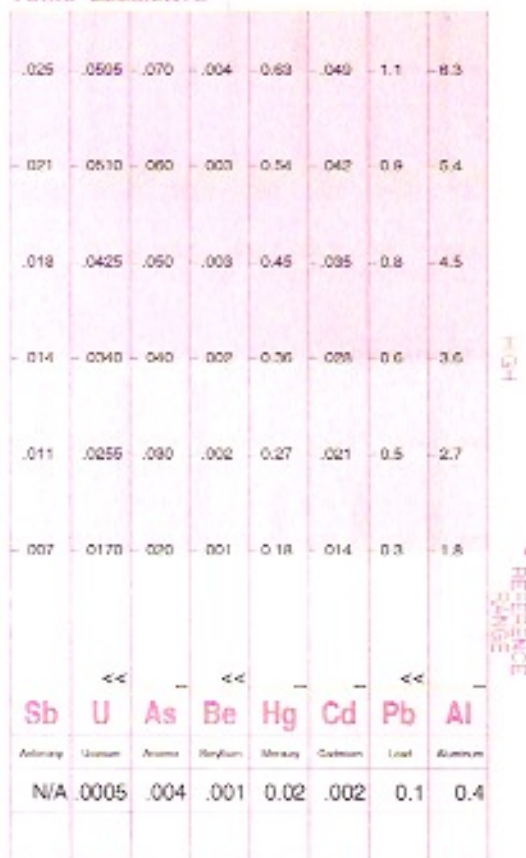 .025 .0595 .070 .004 0.63 .049 1.1 6.3
.021 .0510 .060 .003 0.54 .042 0.9 5.4
.018 .0425 .050 .003 0.45 .035 0.8 4.5
.014 .0340 .040 .002 0.36 .028 0.6 3.6
HIGH
.011 .0255 .030 .002 0.27 .021 0.5 2.7
.007 .0170 .020 .001 0.18 .014 0.3 1.8
REFERENCE
RANGE
<< << <<
Sb U As Be Hg Cd Pb Al
Antimony Uranium Arsenic Beryllium Mercury Cadmium Lead Aluminum
N/A .0005 .004 .001 0.02 .002 0.1 0.4